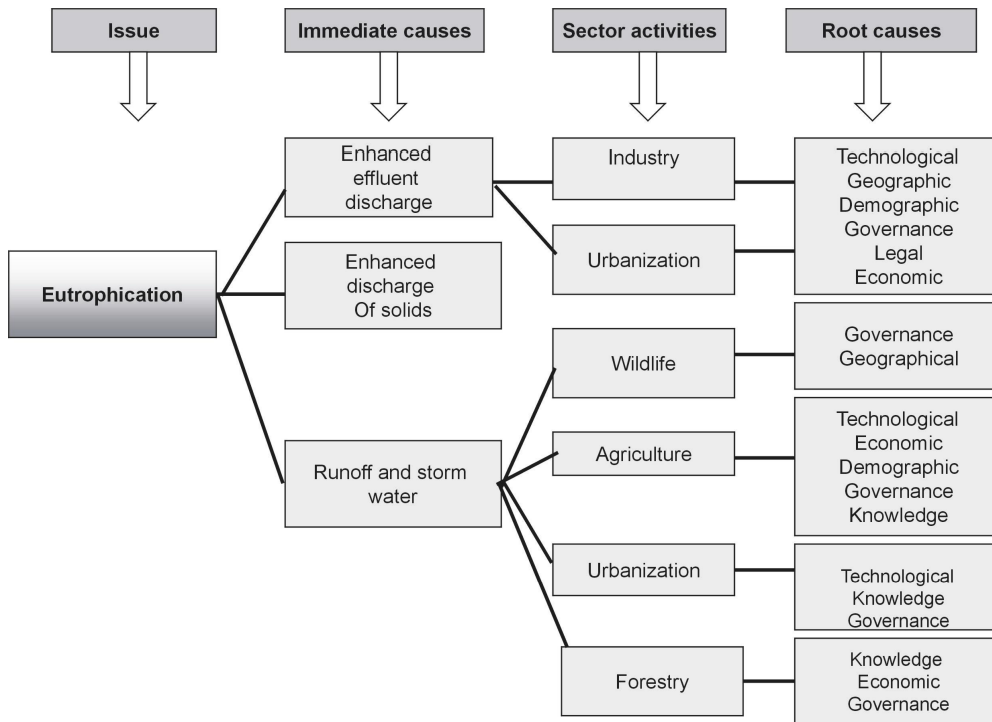 Issue
Immediate causes
Sector activities
Root causes
Enhanced
effluent
discharge
Industry
Technological
Geographic
Demographic
Governance
Legal
Economic
Urbanization
Eutrophication
Enhanced
discharge
Of solids
Wildlife
Governance
Geographical
Runoff and storm
water
Agriculture
Technological
Economic
Demographic
Governance
Knowledge
Urbanization
Technological
Knowledge
Governance
Forestry
Knowledge
Economic
Governance